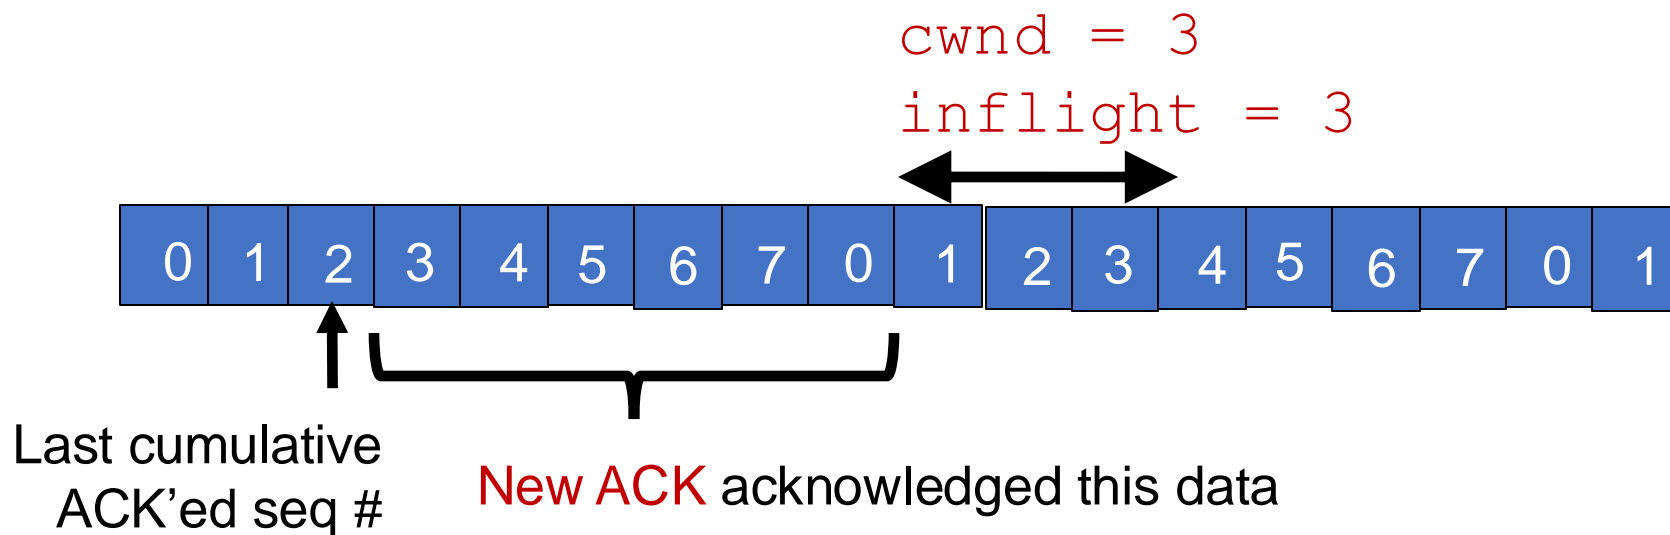 cwnd = 3
inflight = 3
0 1 2 3 4 5 6 7 0 1 2 3 4 5 6 7 0 1
Last cumulative
ACK’ed seq #
New ACK acknowledged this data